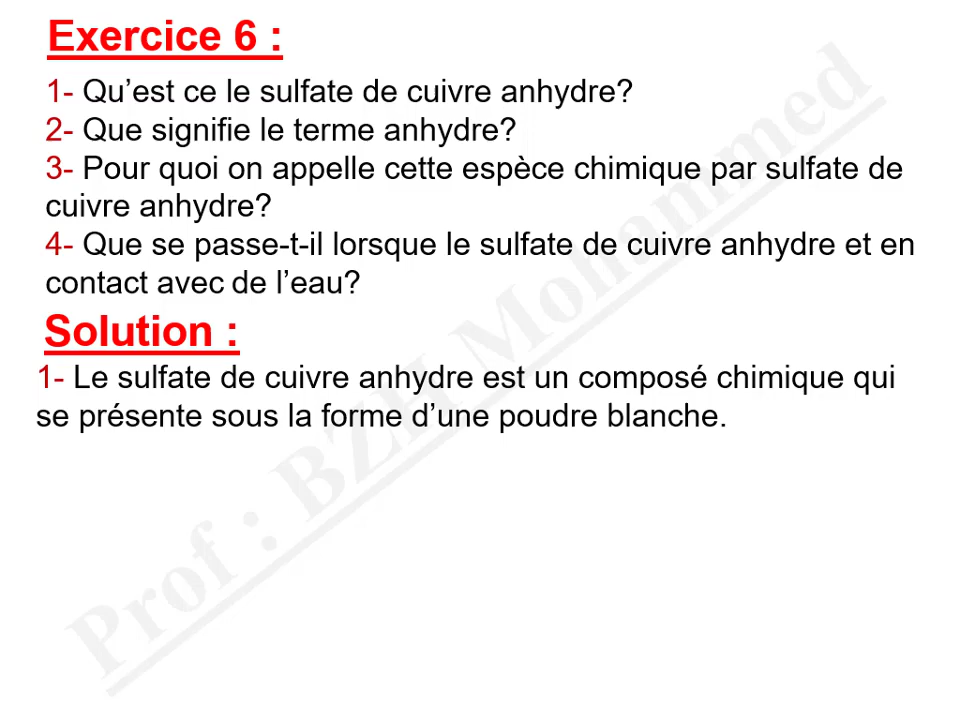 Exercice 6 :
1- Qu’est ce le sulfate de cuivre anhydre?
2- Que signifie le terme anhydre?
3- Pour quoi on appelle cette espèce chimique par sulfate de
cuivre anhydre?
4- Que se passe-t-il lorsque le sulfate de cuivre anhydre et en
contact avec de l’eau?
Solution :
1- Le sulfate de cuivre anhydre est un composé chimique qui
se présente sous la forme d’une poudre blanche.
Prof : BZIH Mohammed